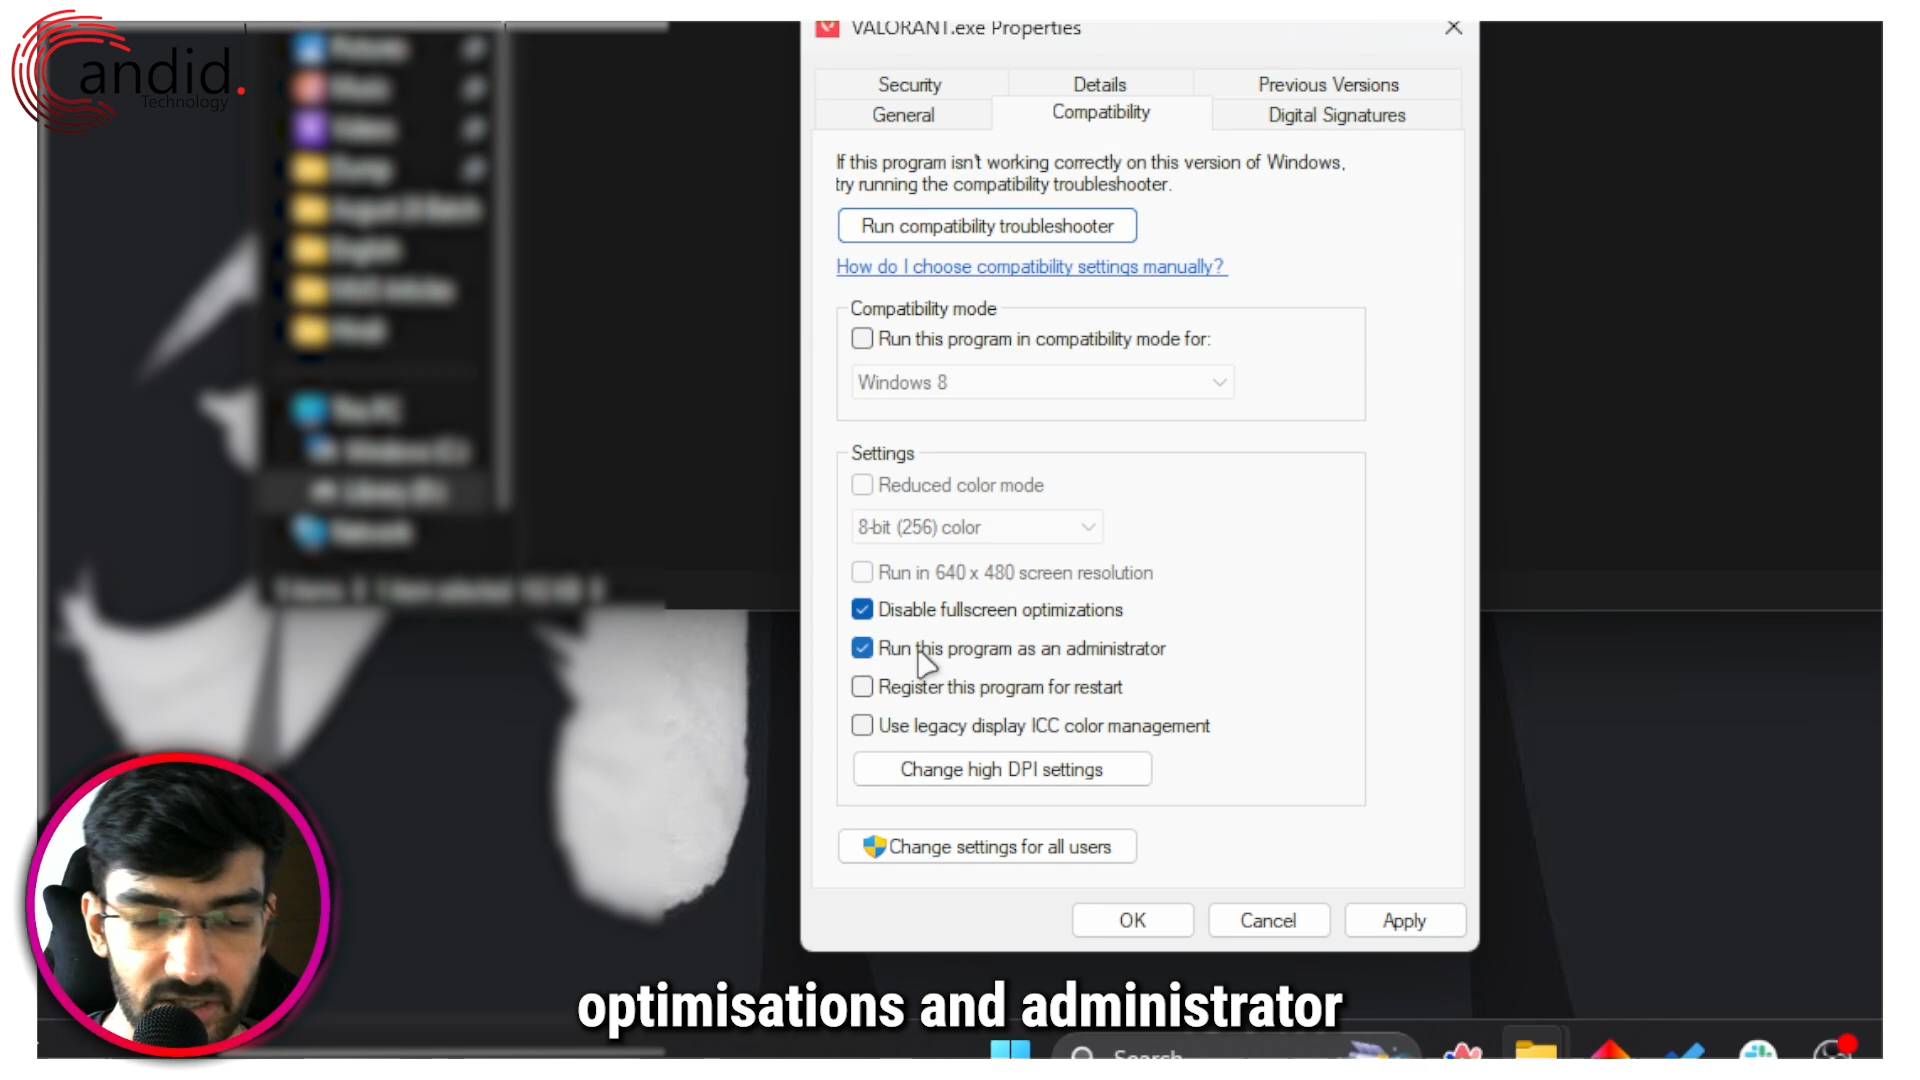 Candid.
Technology
VALORANT.exe Properties
Security
Details
Previous Versions
General
Compatibility
Digital Signatures
If this program isn't working correctly on this version of Windows,
try running the compatibility troubleshooter.
Run compatibility troubleshooter
How do I choose compatibility settings manually?
Compatibility mode
Run this program in compatibility mode for:
Windows 8
Settings
Reduced color mode
8-bit (256) color
Run in 640 x 480 screen resolution
Disable fullscreen optimizations
Run this program as an administrator
Register this program for restart
Use legacy display ICC color management
Change high DPI settings
Change settings for all users
OK
Cancel
Apply
optimisations and administrator
Search